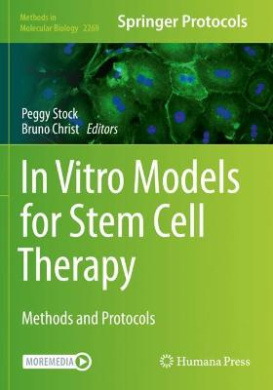 Methods in
Molecular Biology 2269
Springer Protocols
Peggy Stock
Bruno Christ Editors
In Vitro Models
for Stem Cell
Therapy
Methods and Protocols
MOREMEDIA
Humana Press